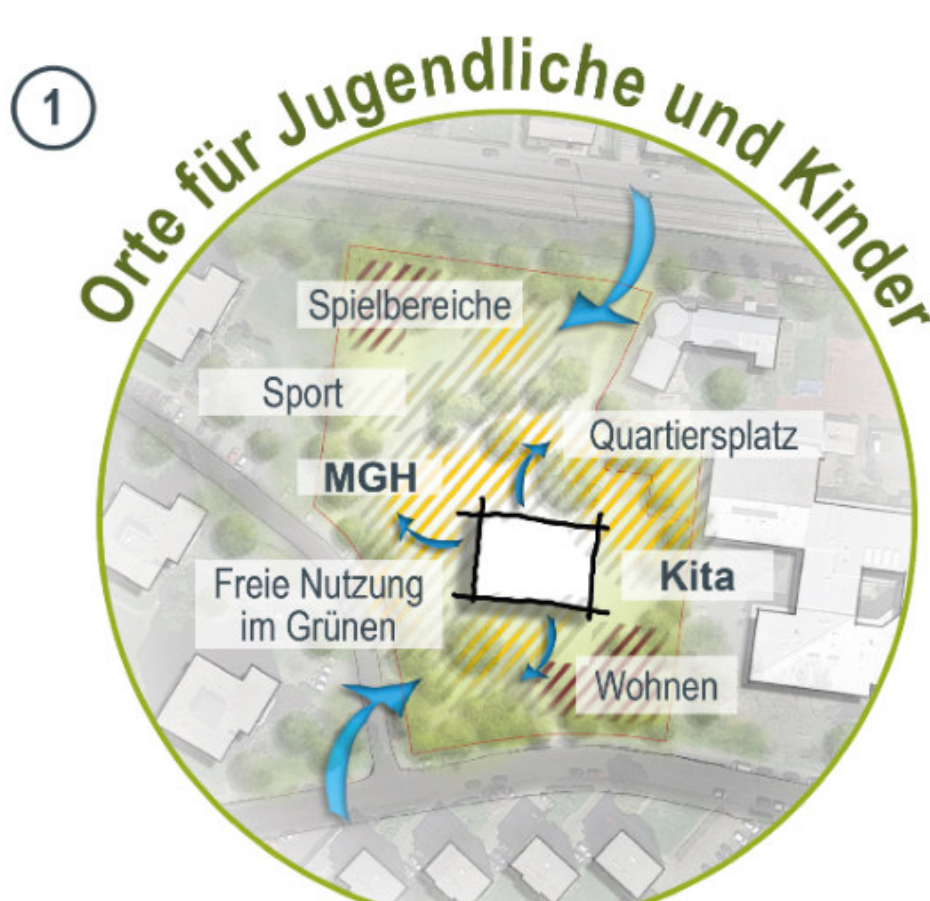 1
Orte für Jugendliche und Kinder
Spielbereiche
Sport
Quartiersplatz
MGH
Kita
Freie Nutzung
im Grünen
Wohnen